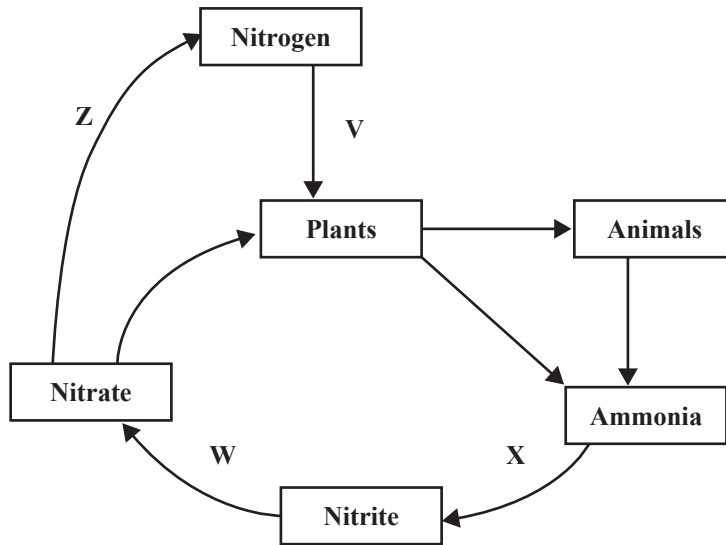 Nitrogen
Z
V
Plants
Animals
Nitrate
Ammonia
W
X
Nitrite